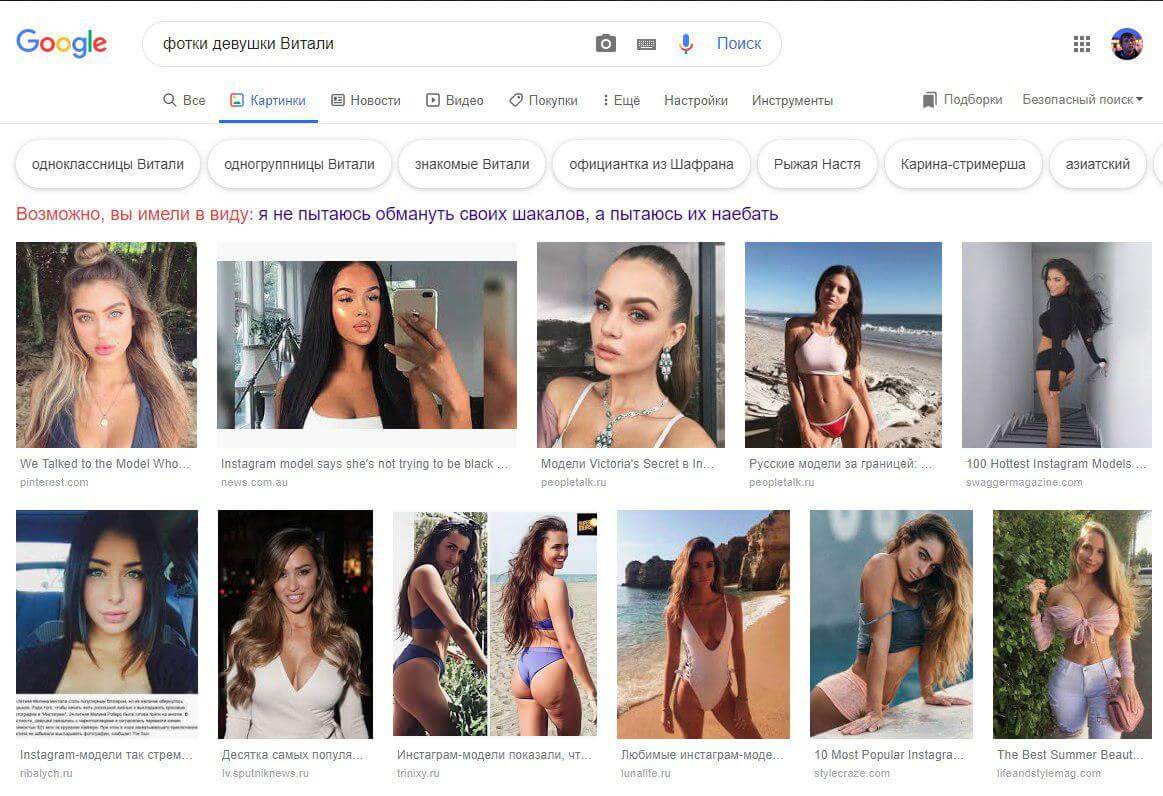 Google
фотки девушки Витали
Поиск
Все
Картинки
Новости
Видео
Покупки
Ещё
Настройки
Инструменты
Подборки
Безопасный поиск
одноклассницы Витали
одногруппницы Витали
знакомые Витали
официантка из Шафрана
Рыжая Настя
Карина-стримерша
азиатский
Возможно, вы имели в виду: я не пытаюсь обмануть своих шакалов, а пытаюсь их наебать
We Talked to the Model Who...
pinterest.com
Instagram model says she's not trying to be black ...
news.com.au
Модели Victoria's Secret в In...
peopletalk.ru
Русские модели за границей: ...
peopletalk.ru
100 Hottest Instagram Models ...
swaggermagazine.com
Instagram-модели так стрем...
ribalych.ru
Десятка самых популя...
lv.sputniknews.ru
Инстаграм-модели показали, чт...
trinixy.ru
Любимые инстаграм-моде...
lunalife.ru
10 Most Popular Instagra...
stylecraze.com
The Best Summer Beaut...
lifeandstylemag.com